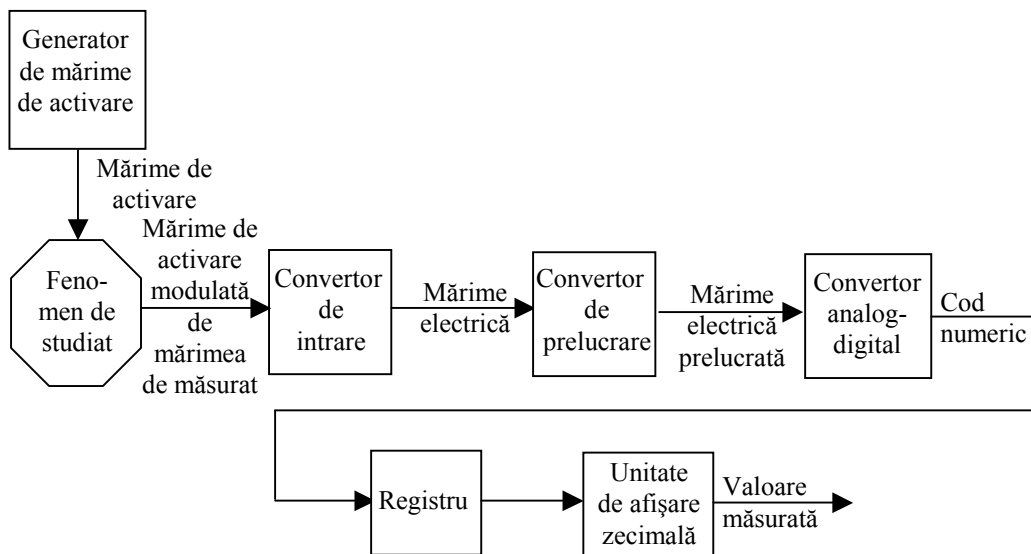 Generator
de mărime
de activare
Mărime de
activare
Feno-
men de
studiat
Mărime de
activare
modulată
de
mărimea
de măsurat
Convertor
de
intrare
Mărime
electrică
Convertor
de
prelucrare
Mărime
electrică
prelucrată
Convertor
analog-
digital
Cod
numeric
Registru
Unitate
de afişare
zecimală
Valoare
măsurată